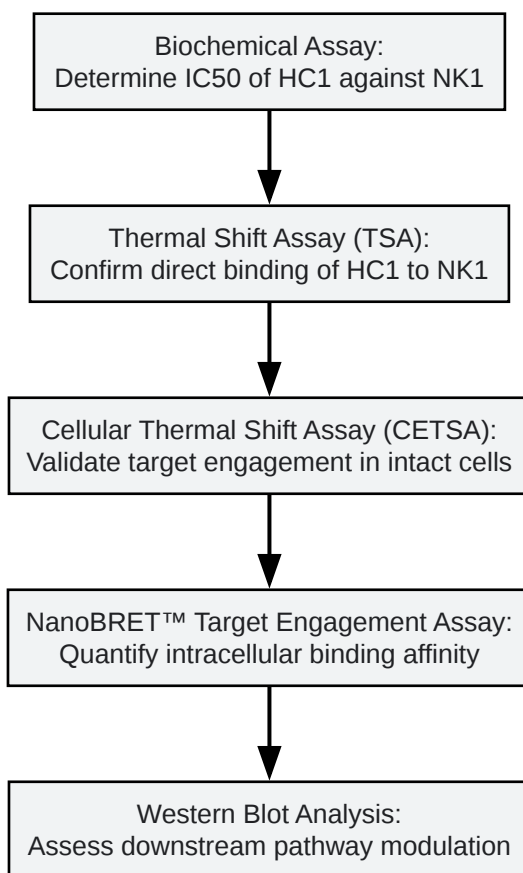 Biochemical Assay:
Determine IC50 of HC1 against NK1
Thermal Shift Assay (TSA):
Confirm direct binding of HC1 to NK1
Cellular Thermal Shift Assay (CETSA):
Validate target engagement in intact cells
NanoBRET™ Target Engagement Assay:
Quantify intracellular binding affinity
Western Blot Analysis:
Assess downstream pathway modulation